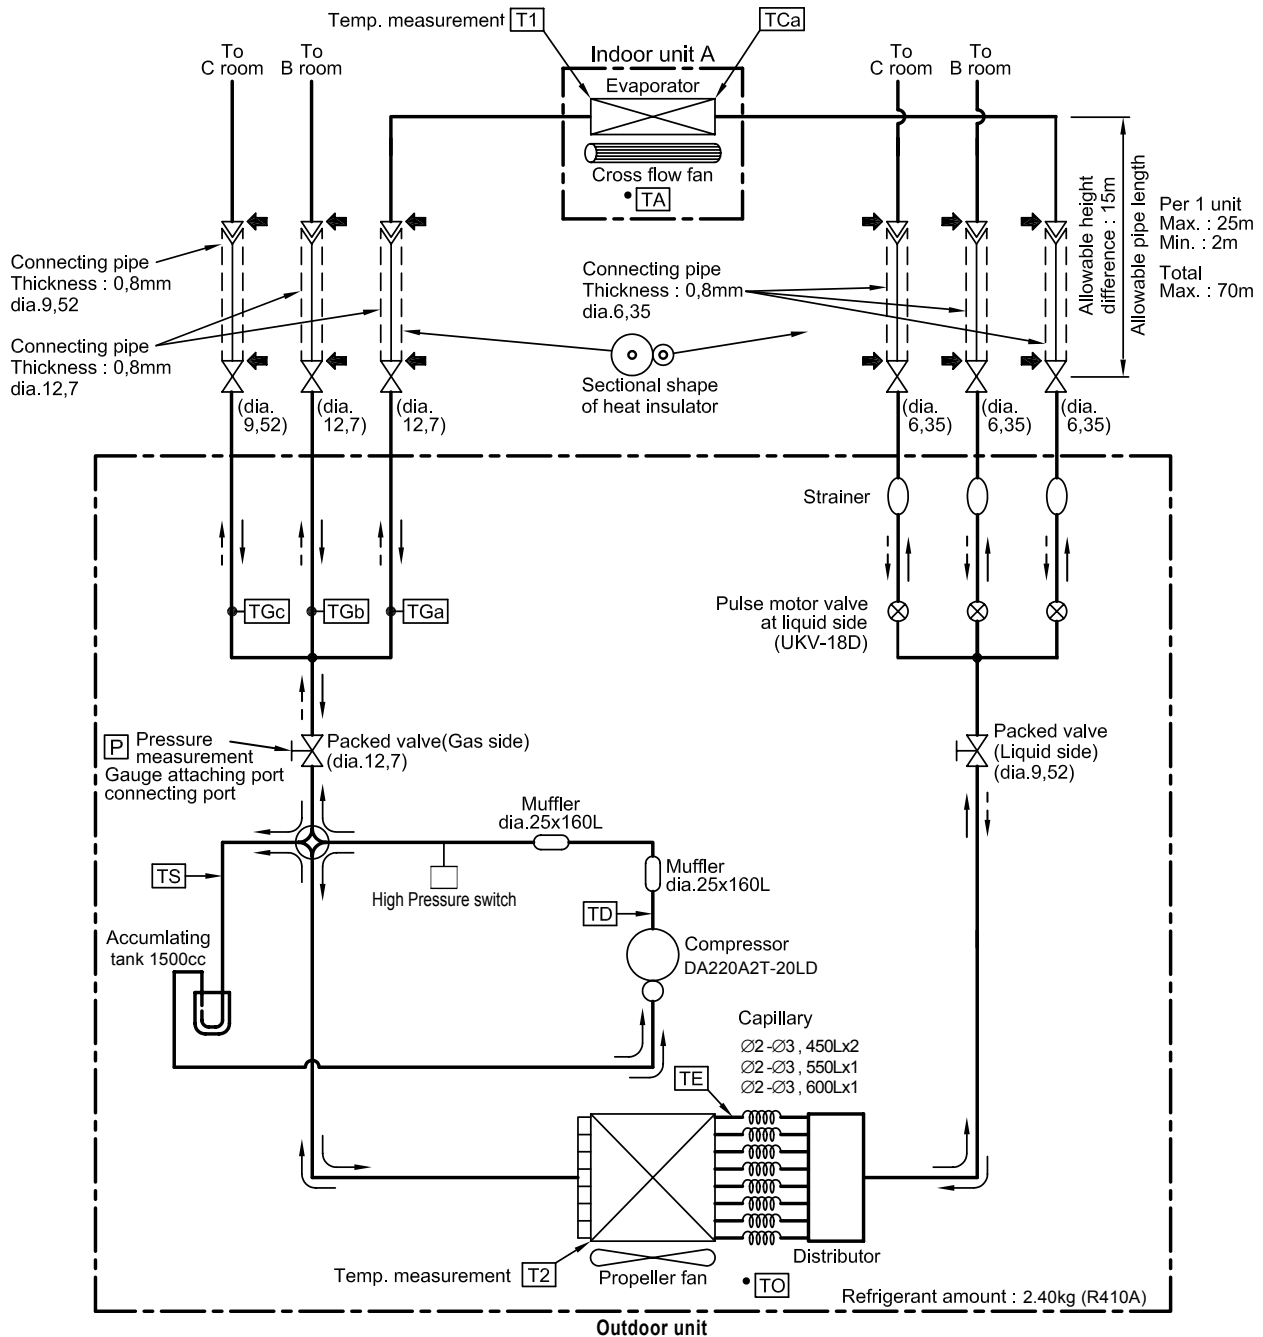 Temp. measurement T1
TCa
To
C room
To
B room
Indoor unit A
Evaporator
Cross flow fan
TA
To
C room
To
B room
Allowable height
difference : 15m
Allowable pipe length
Per 1 unit
Max. : 25m
Min. : 2m
Total
Max. : 70m
Connecting pipe
Thickness : 0,8mm
dia.9,52
Connecting pipe
Thickness : 0,8mm
dia.12,7
Connecting pipe
Thickness : 0,8mm
dia.6,35
Sectional shape
of heat insulator
(dia.
9,52)
(dia.
12,7)
(dia.
12,7)
(dia.
6,35)
(dia.
6,35)
(dia.
6,35)
Strainer
TGc
TGb
TGa
Pulse motor valve
at liquid side
(UKV-18D)
P Pressure
measurement
Gauge attaching port
connecting port
Packed valve(Gas side)
(dia.12,7)
Packed valve
(Liquid side)
(dia.9,52)
Muffler
dia.25x160L
Muffler
dia.25x160L
TS
High Pressure switch
TD
Accumlating
tank 1500cc
Compressor
DA220A2T-20LD
Capillary
∅2-∅3 , 450Lx2
∅2-∅3 , 550Lx1
∅2-∅3 , 600Lx1
TE
Distributor
Temp. measurement T2
Propeller fan
TO
Refrigerant amount : 2.40kg (R410A)
Outdoor unit